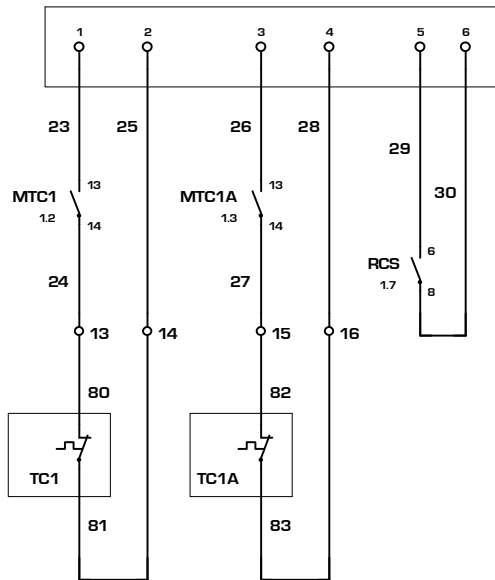 1 2 3 4 5 6
23 25 26 28
29
30
13 13
MTC1 MTC1A
1.2 1.3
14 14
6
RCS
1.7
8
24 27
13 14 15 16
80 82
TC1 TC1A
81 83